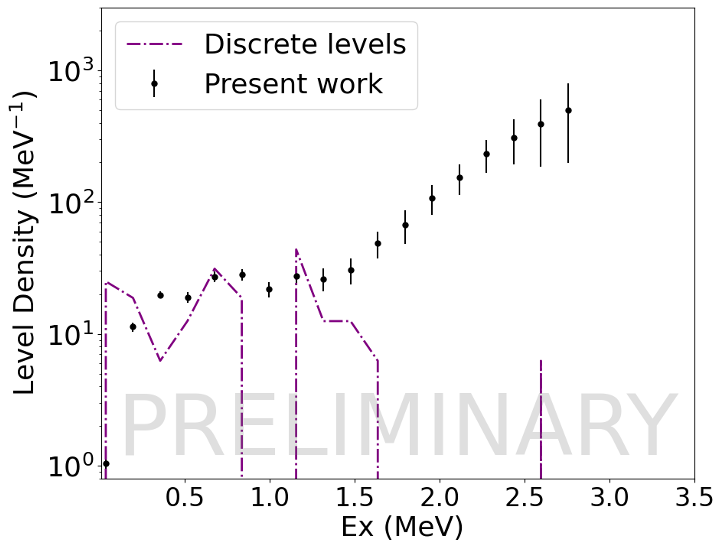 Discrete levels
Present work
Level Density (MeV⁻¹)
10³
10²
10¹
10⁰
PRELIMINARY
0.5 1.0 1.5 2.0 2.5 3.0 3.5
Ex (MeV)